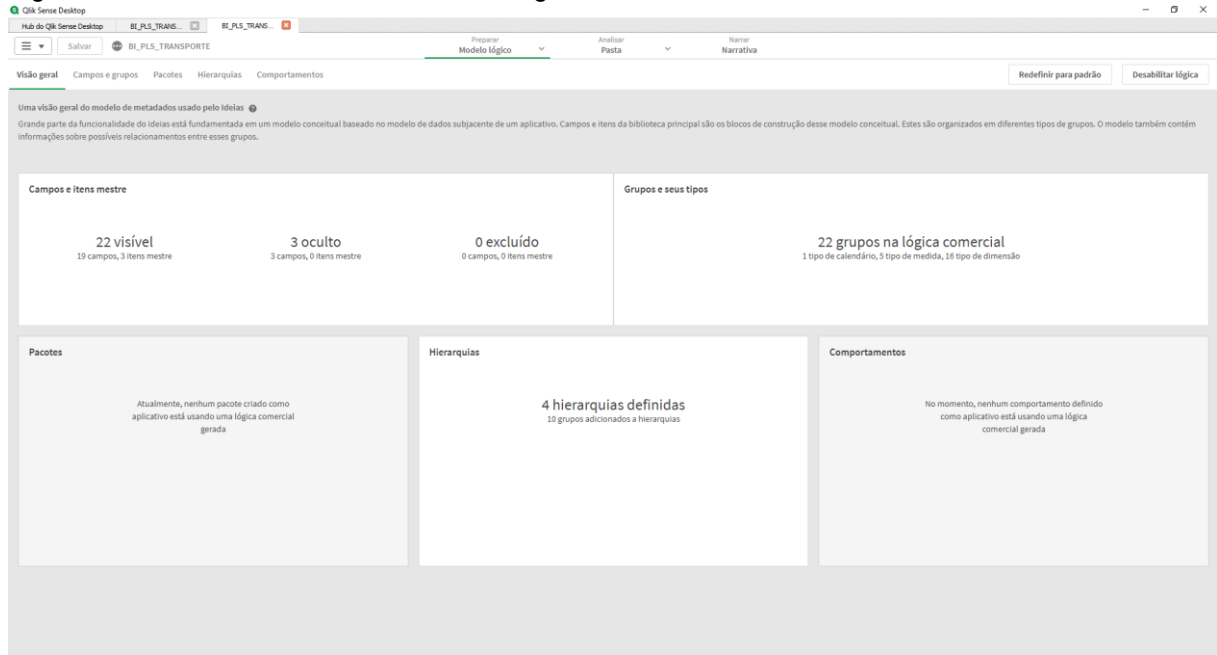 Qlik Sense Desktop
Hub do Qlik Sense Desktop BI_PLS_TRANS... BI_PLS_TRANS...
Salvar BI_PLS_TRANSPORTE
Preparar Analisar Narrar
Modelo lógico Pasta Narrativa
Visão geral Campos e grupos Pacotes Hierarquias Comportamentos Redefinir para padrão Desabilitar lógica
Uma visão geral do modelo de metadados usado pelo Ideias
Grande parte da funcionalidade do Ideias está fundamentada em um modelo conceitual baseado no modelo de dados subjacente de um aplicativo. Campos e itens da biblioteca principal são os blocos de construção desse modelo conceitual. Estes são organizados em diferentes tipos de grupos. O modelo também contém
informações sobre possíveis relacionamentos entre esses grupos.
Campos e itens mestre
22 visível
19 campos, 3 itens mestre
3 oculto
3 campos, 0 itens mestre
0 excluído
0 campos, 0 itens mestre
Grupos e seus tipos
22 grupos na lógica comercial
1 tipo de calendário, 5 tipo de medida, 16 tipo de dimensão
Pacotes
Atualmente, nenhum pacote criado como
aplicativo está usando uma lógica comercial
gerada
Hierarquias
4 hierarquias definidas
10 grupos adicionados a hierarquias
Comportamentos
No momento, nenhum comportamento definido
como aplicativo está usando uma lógica
comercial gerada